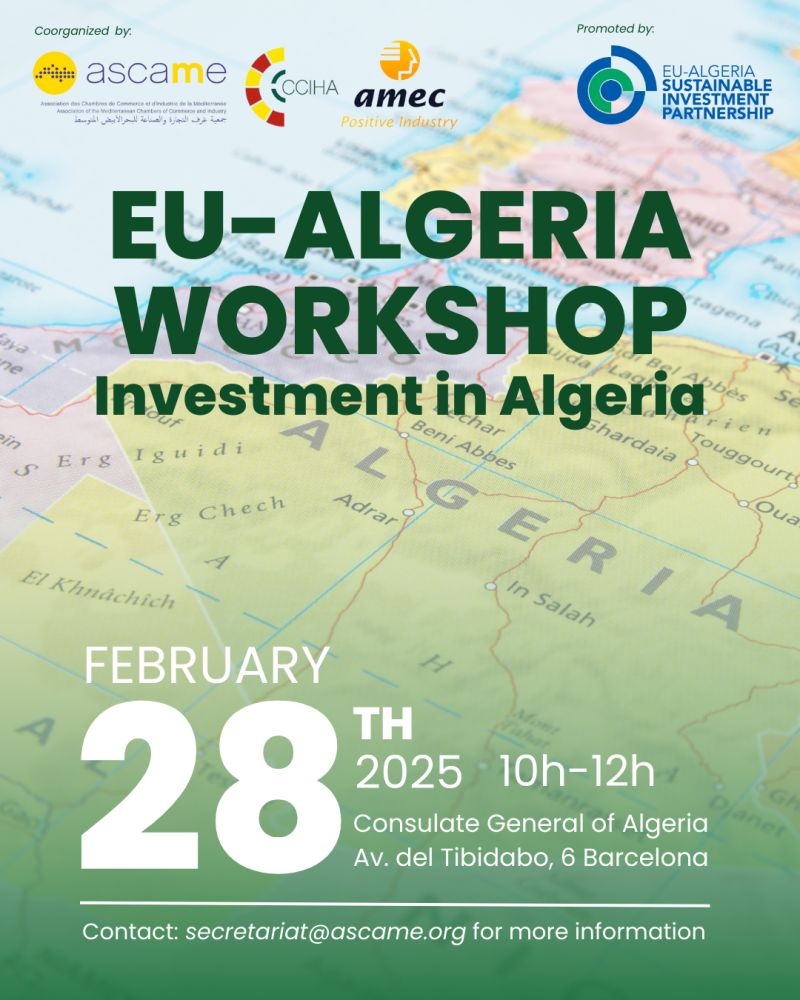 Coorganized by:
Promoted by:
ascame
Association des Chambres de Commerce et d'Industrie de la Méditerranée
Association of the Mediterranean Chambers of Commerce and Industry
جمعية غرف التجارة والصناعة للبحر الأبيض المتوسط
CCIHA
amec
Positive Industry
EU-ALGERIA
SUSTAINABLE
INVESTMENT
PARTNERSHIP
EU-ALGERIA
WORKSHOP
Investment in Algeria
Beni Abbes
Ghardaia
Touggourt
Erg Iguidi
Erg Chech
Adrar
ALGERIA
El Khnâchîch
In Salah
FEBRUARY
28TH
2025 10h-12h
Consulate General of Algeria
Av. del Tibidabo, 6 Barcelona
Djanet
Contact: secretariat@ascame.org for more information